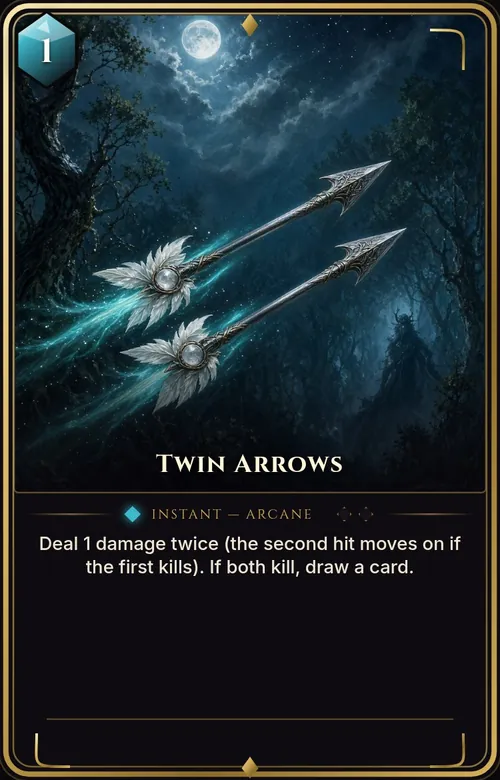 1
Twin Arrows
INSTANT — ARCANE
Deal 1 damage twice (the second hit moves on if
the first kills). If both kill, draw a card.